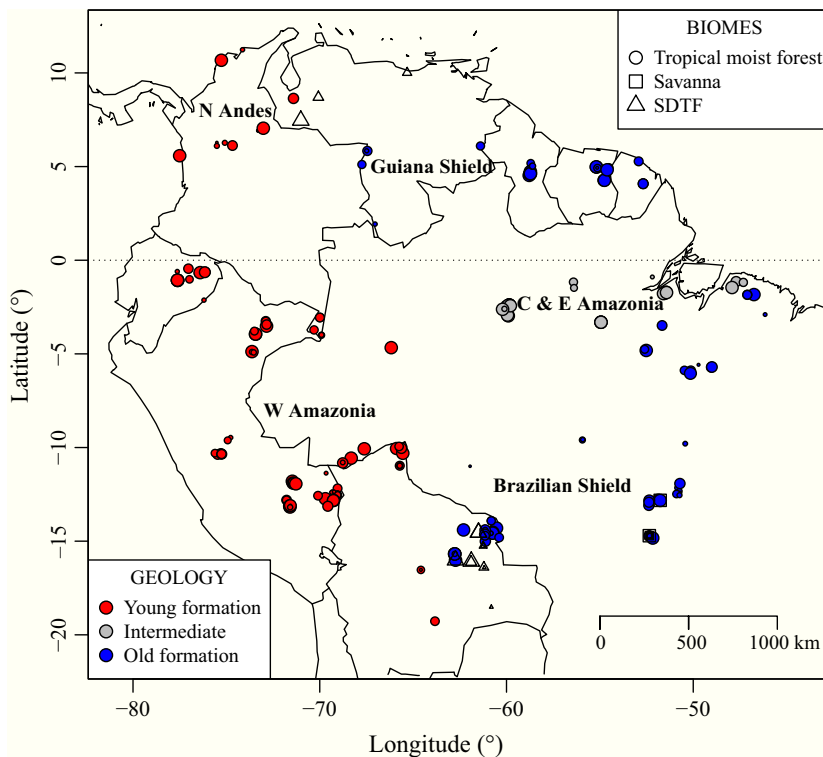 BIOMES
Tropical moist forest
Savanna
SDTF
N Andes
Guiana Shield
C & E Amazonia
W Amazonia
Brazilian Shield
GEOLOGY
Young formation
Intermediate
Old formation
0 500 1000 km
10
5
0
−5
−10
−15
−20
Latitude (°)
−80 −70 −60 −50
Longitude (°)